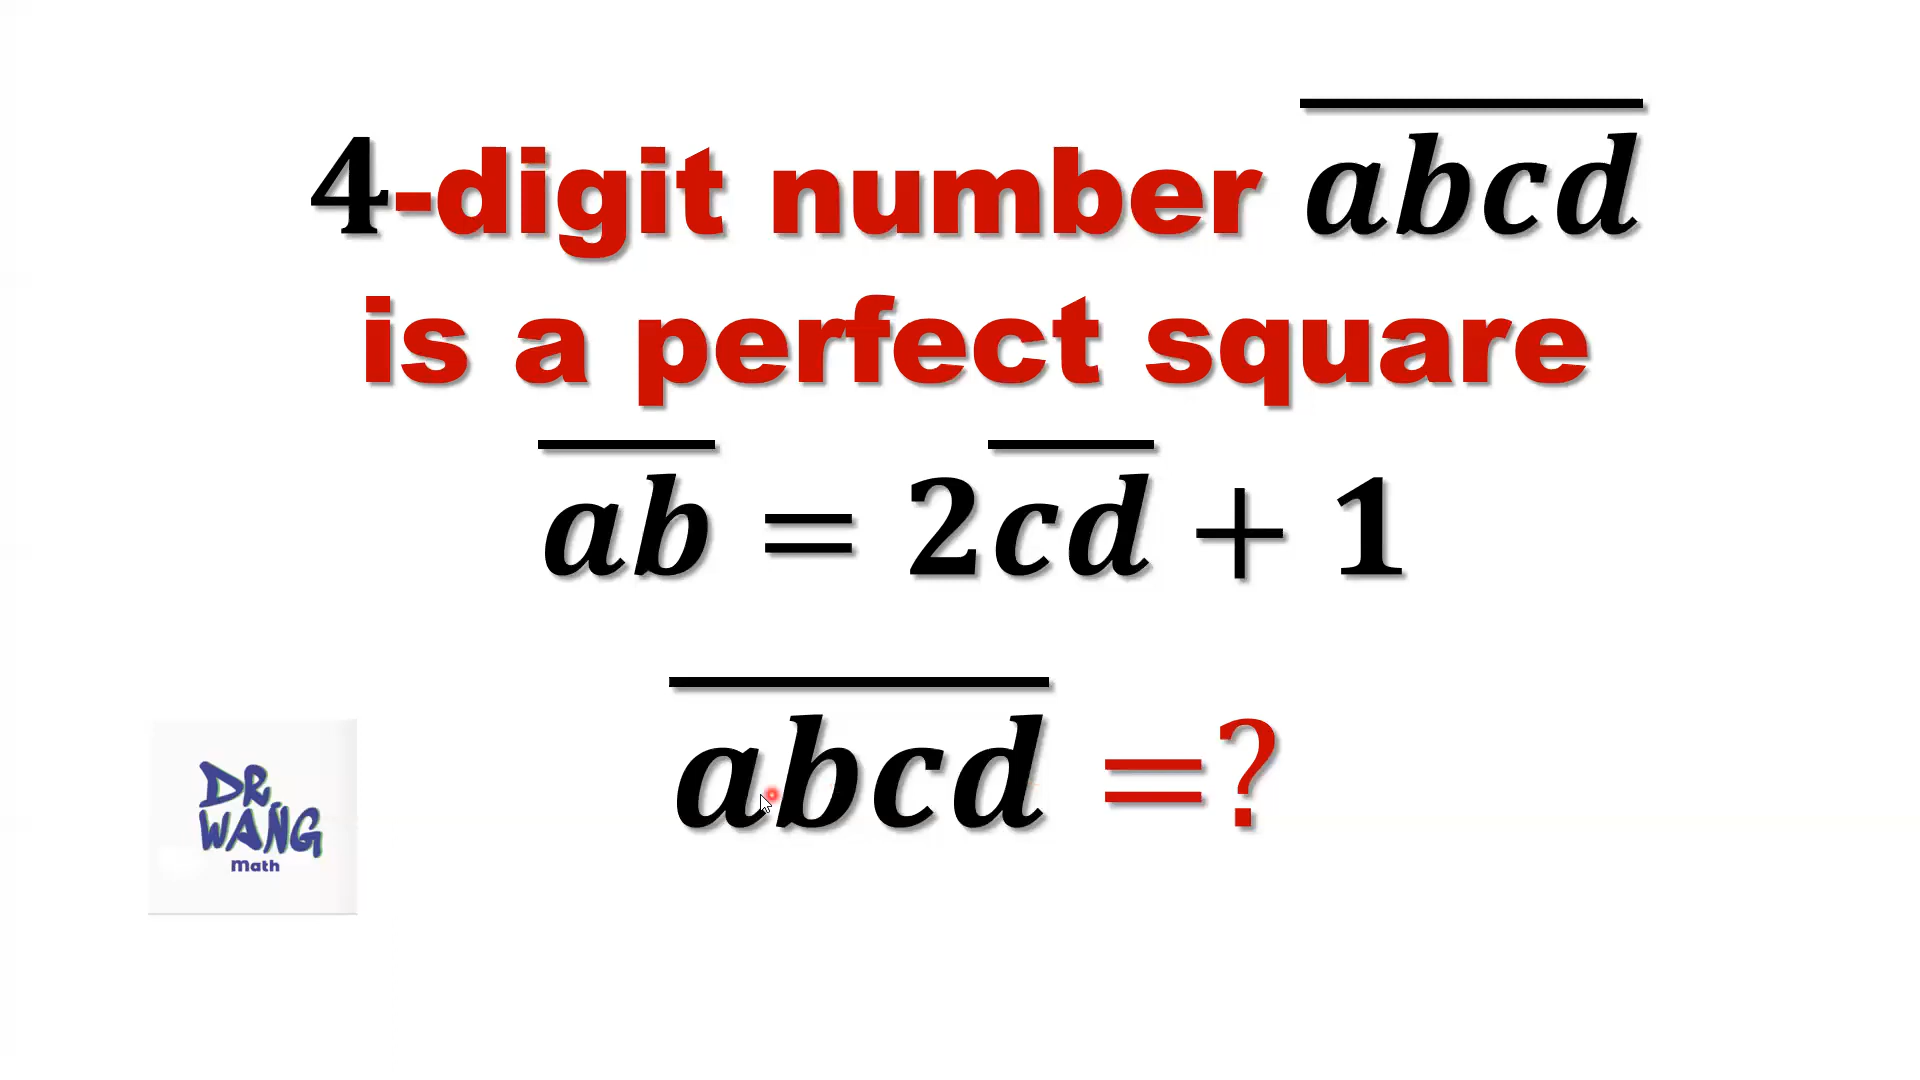 4-digit number abcd
is a perfect square
ab = 2cd + 1
abcd =?
DR
WANG
Math